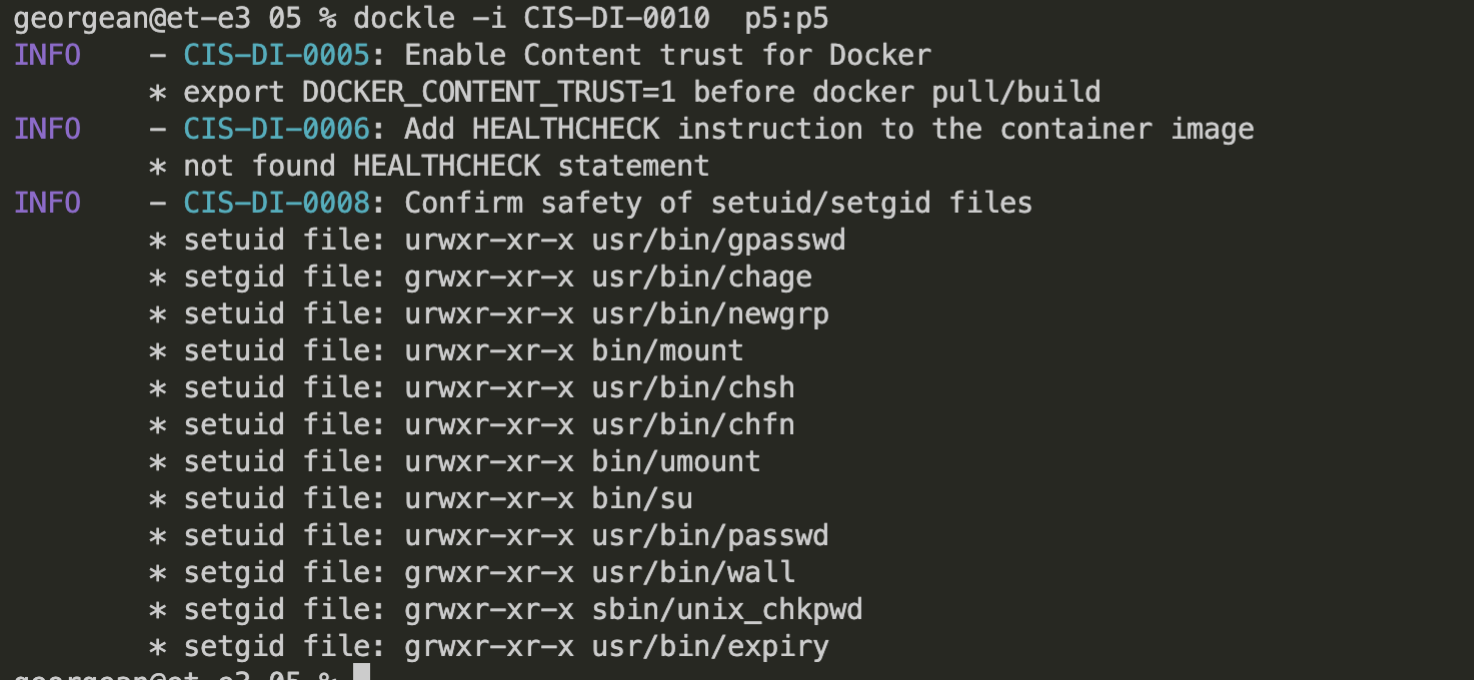 georgean@et-e3 05 % dockle -i CIS-DI-0010  p5:p5
INFO    - CIS-DI-0005: Enable Content trust for Docker
        * export DOCKER_CONTENT_TRUST=1 before docker pull/build
INFO    - CIS-DI-0006: Add HEALTHCHECK instruction to the container image
        * not found HEALTHCHECK statement
INFO    - CIS-DI-0008: Confirm safety of setuid/setgid files
        * setuid file: urwxr-xr-x usr/bin/gpasswd
        * setgid file: grwxr-xr-x usr/bin/chage
        * setuid file: urwxr-xr-x usr/bin/newgrp
        * setuid file: urwxr-xr-x bin/mount
        * setuid file: urwxr-xr-x usr/bin/chsh
        * setuid file: urwxr-xr-x usr/bin/chfn
        * setuid file: urwxr-xr-x bin/umount
        * setuid file: urwxr-xr-x bin/su
        * setuid file: urwxr-xr-x usr/bin/passwd
        * setgid file: grwxr-xr-x usr/bin/wall
        * setgid file: grwxr-xr-x sbin/unix_chkpwd
        * setgid file: grwxr-xr-x usr/bin/expiry
georgean@et-e3 05 %